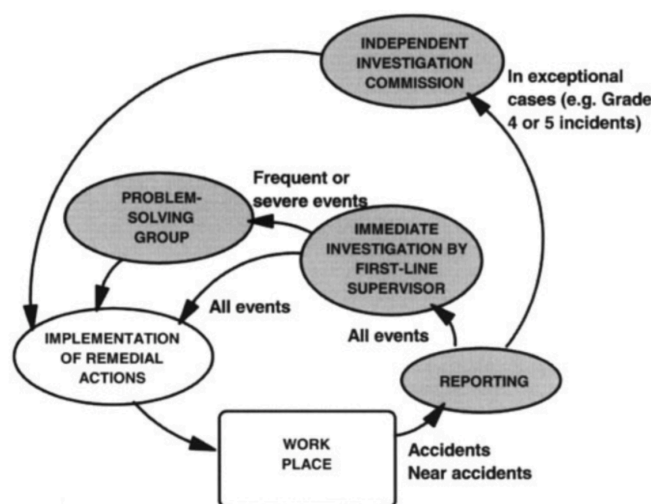 INDEPENDENT
INVESTIGATION
COMMISSION
In exceptional
cases (e.g. Grade
4 or 5 incidents)
Frequent or
severe events
PROBLEM-
SOLVING
GROUP
IMMEDIATE
INVESTIGATION BY
FIRST-LINE
SUPERVISOR
All events
All events
IMPLEMENTATION
OF REMEDIAL
ACTIONS
REPORTING
WORK
PLACE
Accidents
Near accidents